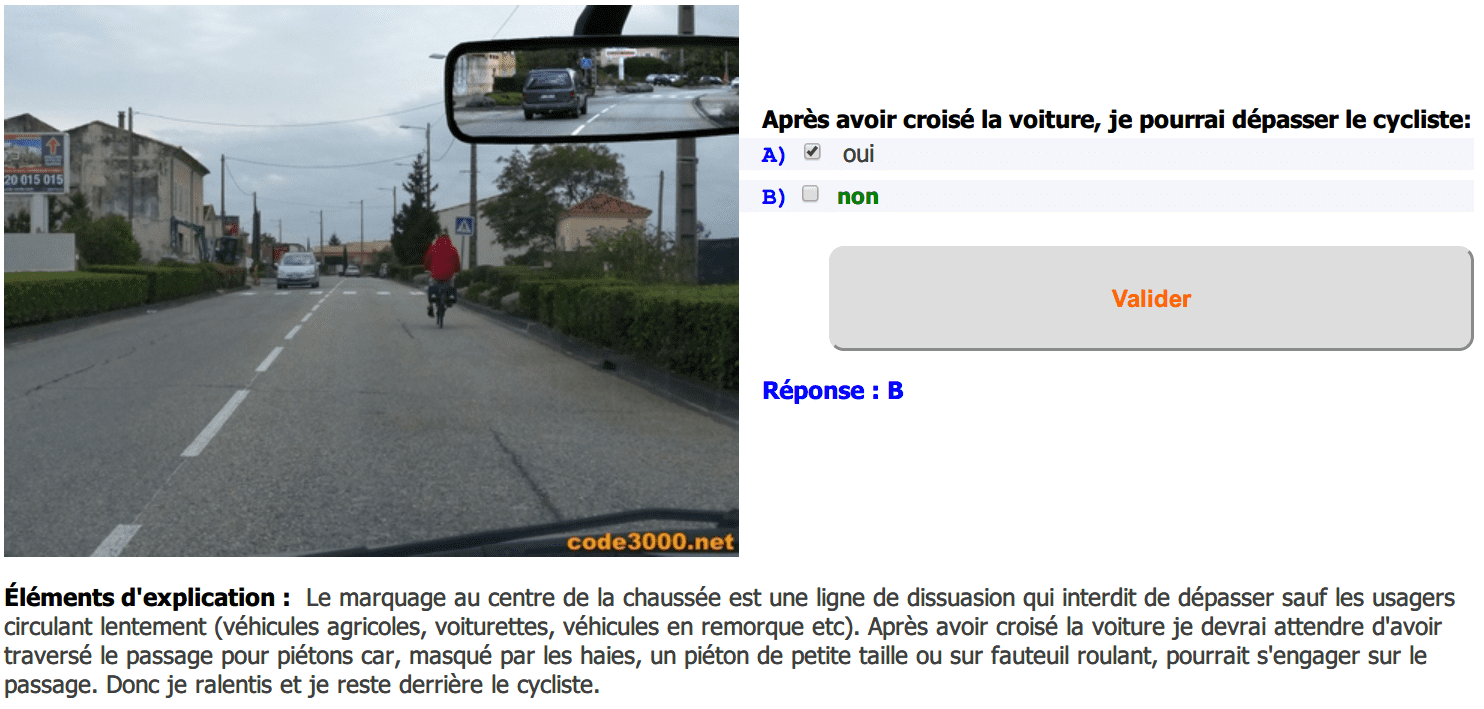 20 015 015
code3000.net
Après avoir croisé la voiture, je pourrai dépasser le cycliste:
A) oui
B) non
Valider
Réponse : B
Éléments d'explication : Le marquage au centre de la chaussée est une ligne de dissuasion qui interdit de dépasser sauf les usagers
circulant lentement (véhicules agricoles, voiturettes, véhicules en remorque etc). Après avoir croisé la voiture je devrai attendre d'avoir
traversé le passage pour piétons car, masqué par les haies, un piéton de petite taille ou sur fauteuil roulant, pourrait s'engager sur le
passage. Donc je ralentis et je reste derrière le cycliste.